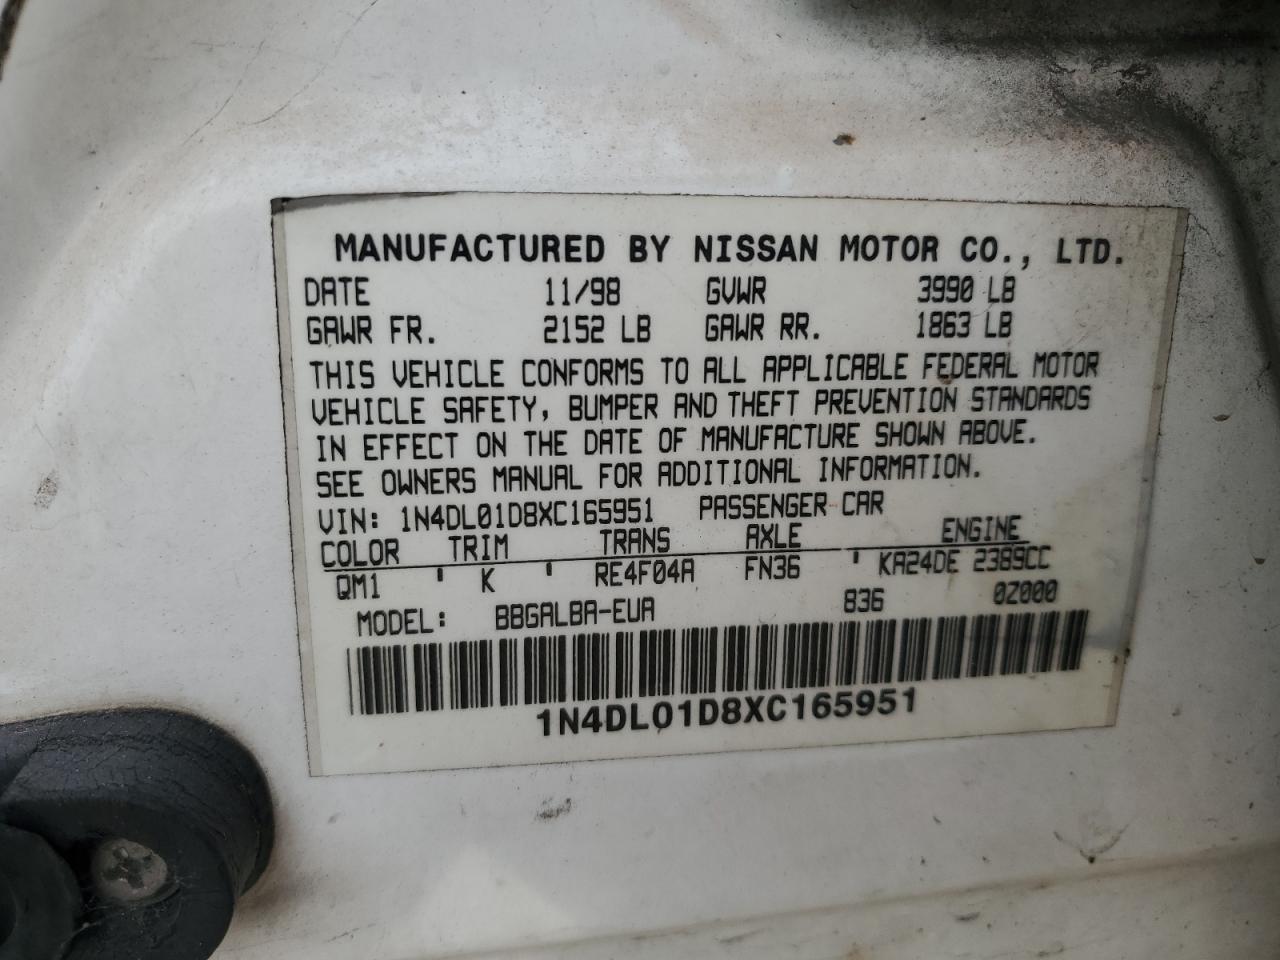 MANUFACTURED BY NISSAN MOTOR CO., LTD.
DATE 11/98 GVWR 3990 LB
GAWR FR. 2152 LB GAWR RR. 1863 LB
THIS VEHICLE CONFORMS TO ALL APPLICABLE FEDERAL MOTOR
VEHICLE SAFETY, BUMPER AND THEFT PREVENTION STANDARDS
IN EFFECT ON THE DATE OF MANUFACTURE SHOWN ABOVE.
SEE OWNERS MANUAL FOR ADDITIONAL INFORMATION.
VIN: 1N4DL01D8XC165951 PASSENGER CAR
COLOR TRIM TRANS AXLE ENGINE
QM1 ' K ' RE4F04A FN36 ' KA24DE 2389CC
MODEL: BBGALBA-EUA 836 0Z000
1N4DL01D8XC165951